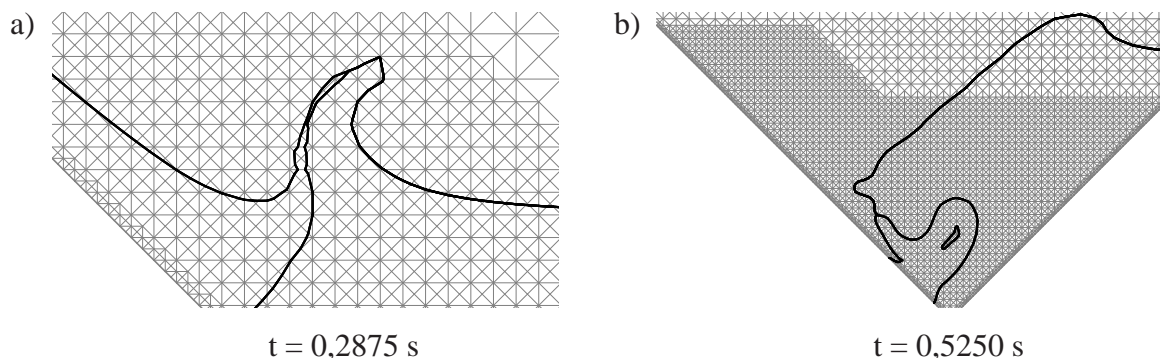 a)
b)
t = 0,2875 s
t = 0,5250 s